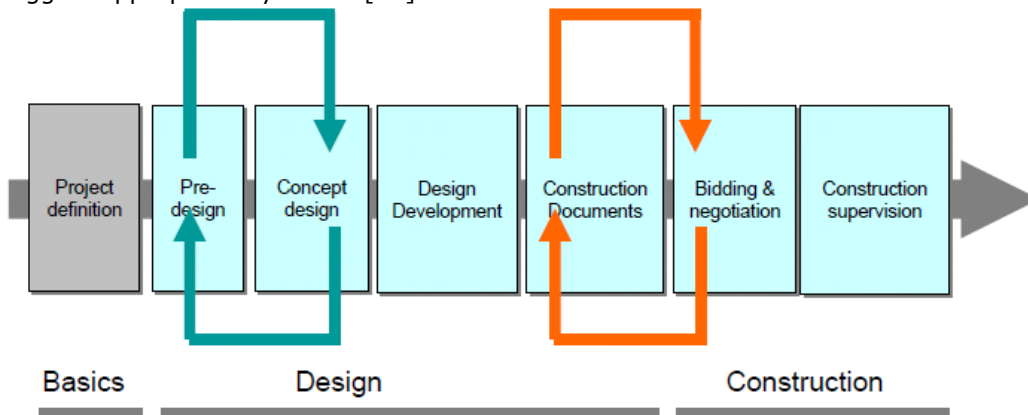 Project
definition
Pre-
design
Concept
design
Design
Development
Construction
Documents
Bidding &
negotiation
Construction
supervision
Basics
Design
Construction